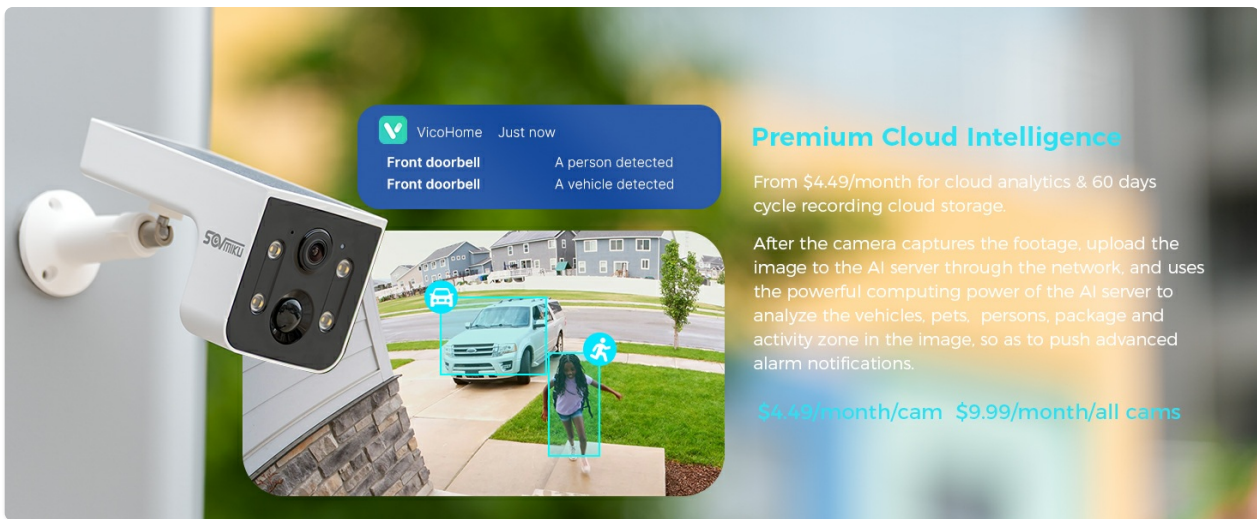 VicoHome Just now
Front doorbell A person detected
Front doorbell A vehicle detected
SOVMIKU
Premium Cloud Intelligence
From $4.49/month for cloud analytics & 60 days
cycle recording cloud storage.
After the camera captures the footage, upload the
image to the AI server through the network, and uses
the powerful computing power of the AI server to
analyze the vehicles, pets, persons, package and
activity zone in the image, so as to push advanced
alarm notifications.
$4.49/month/cam $9.99/month/all cams